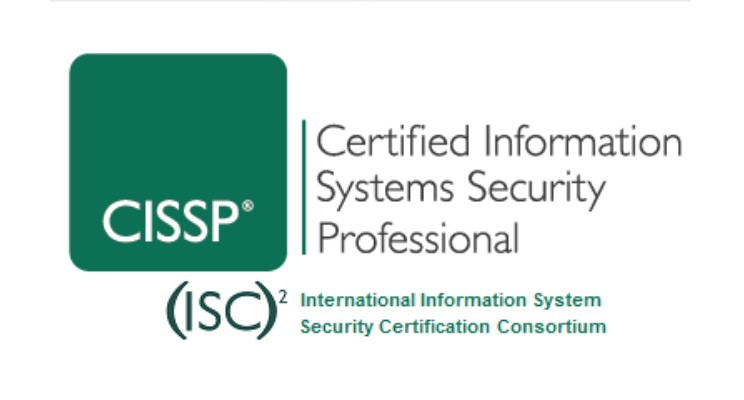 CISSP®
Certified Information
Systems Security
Professional
(ISC)²
International Information System
Security Certification Consortium